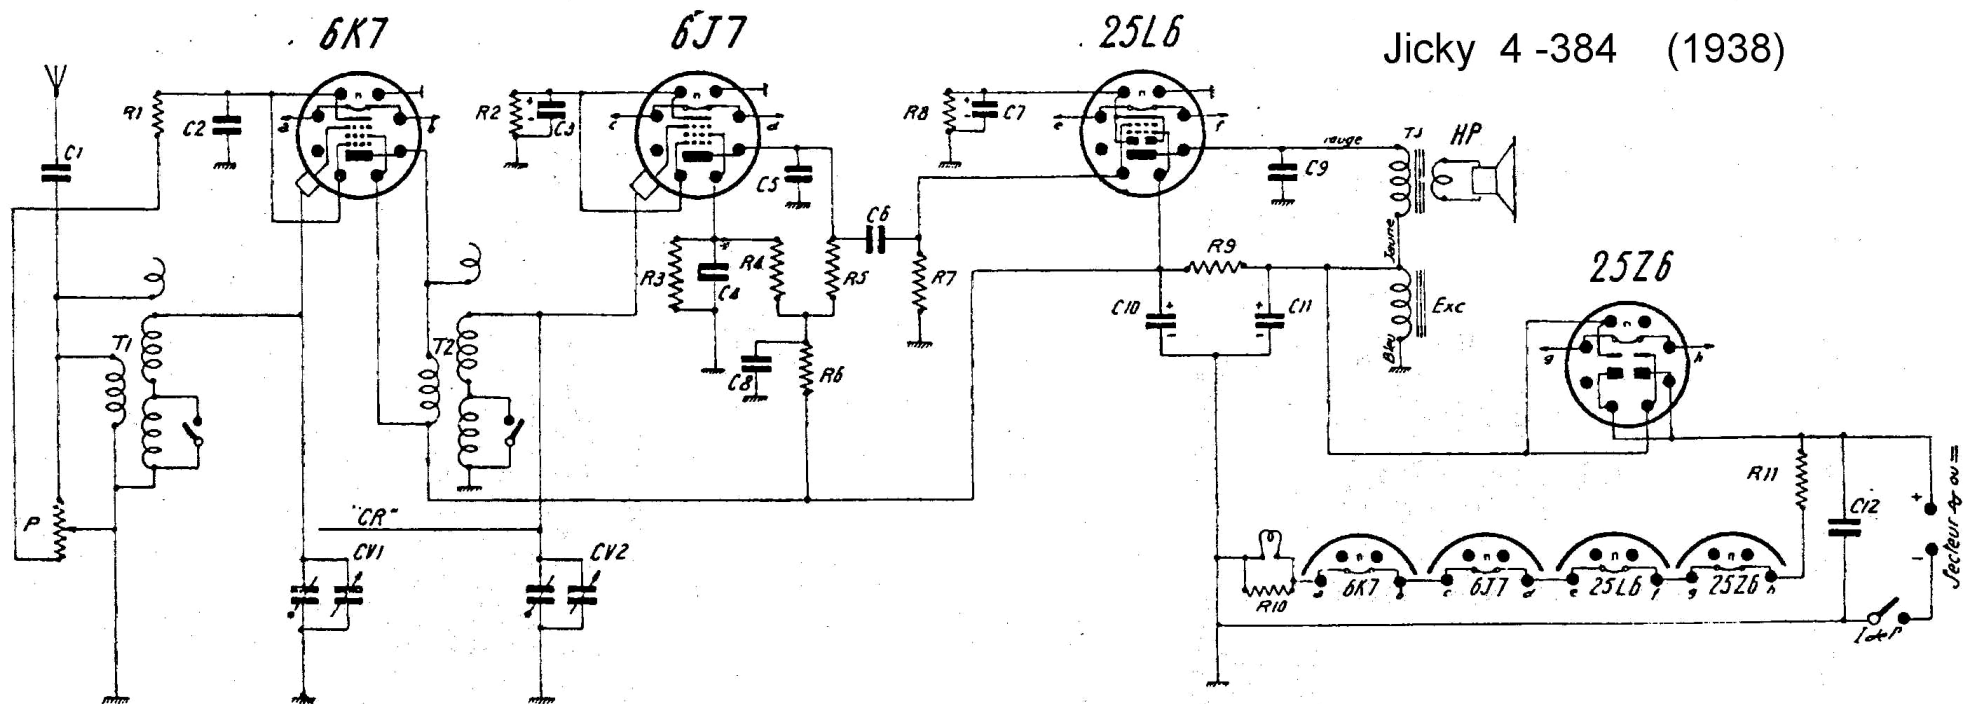 6K7
6J7
25L6
Jicky 4 -384 (1938)
R1
C2
n
a
b
R2
C3
n
c
d
R8
C7
n
e
f
rouge
T3
HP
C1
C5
C9
C6
Jaune
R9
25Z6
R3
C4
R4
R5
R7
C10
C11
Exc
n
g
h
T1
T2
Bleu
C8
R6
R11
P
"CR"
C12
CV1
CV2
n
n
n
n
R10
a
6K7
b
c
6J7
d
e
25L6
f
g
25Z6
h
I de P
Secteur ou =